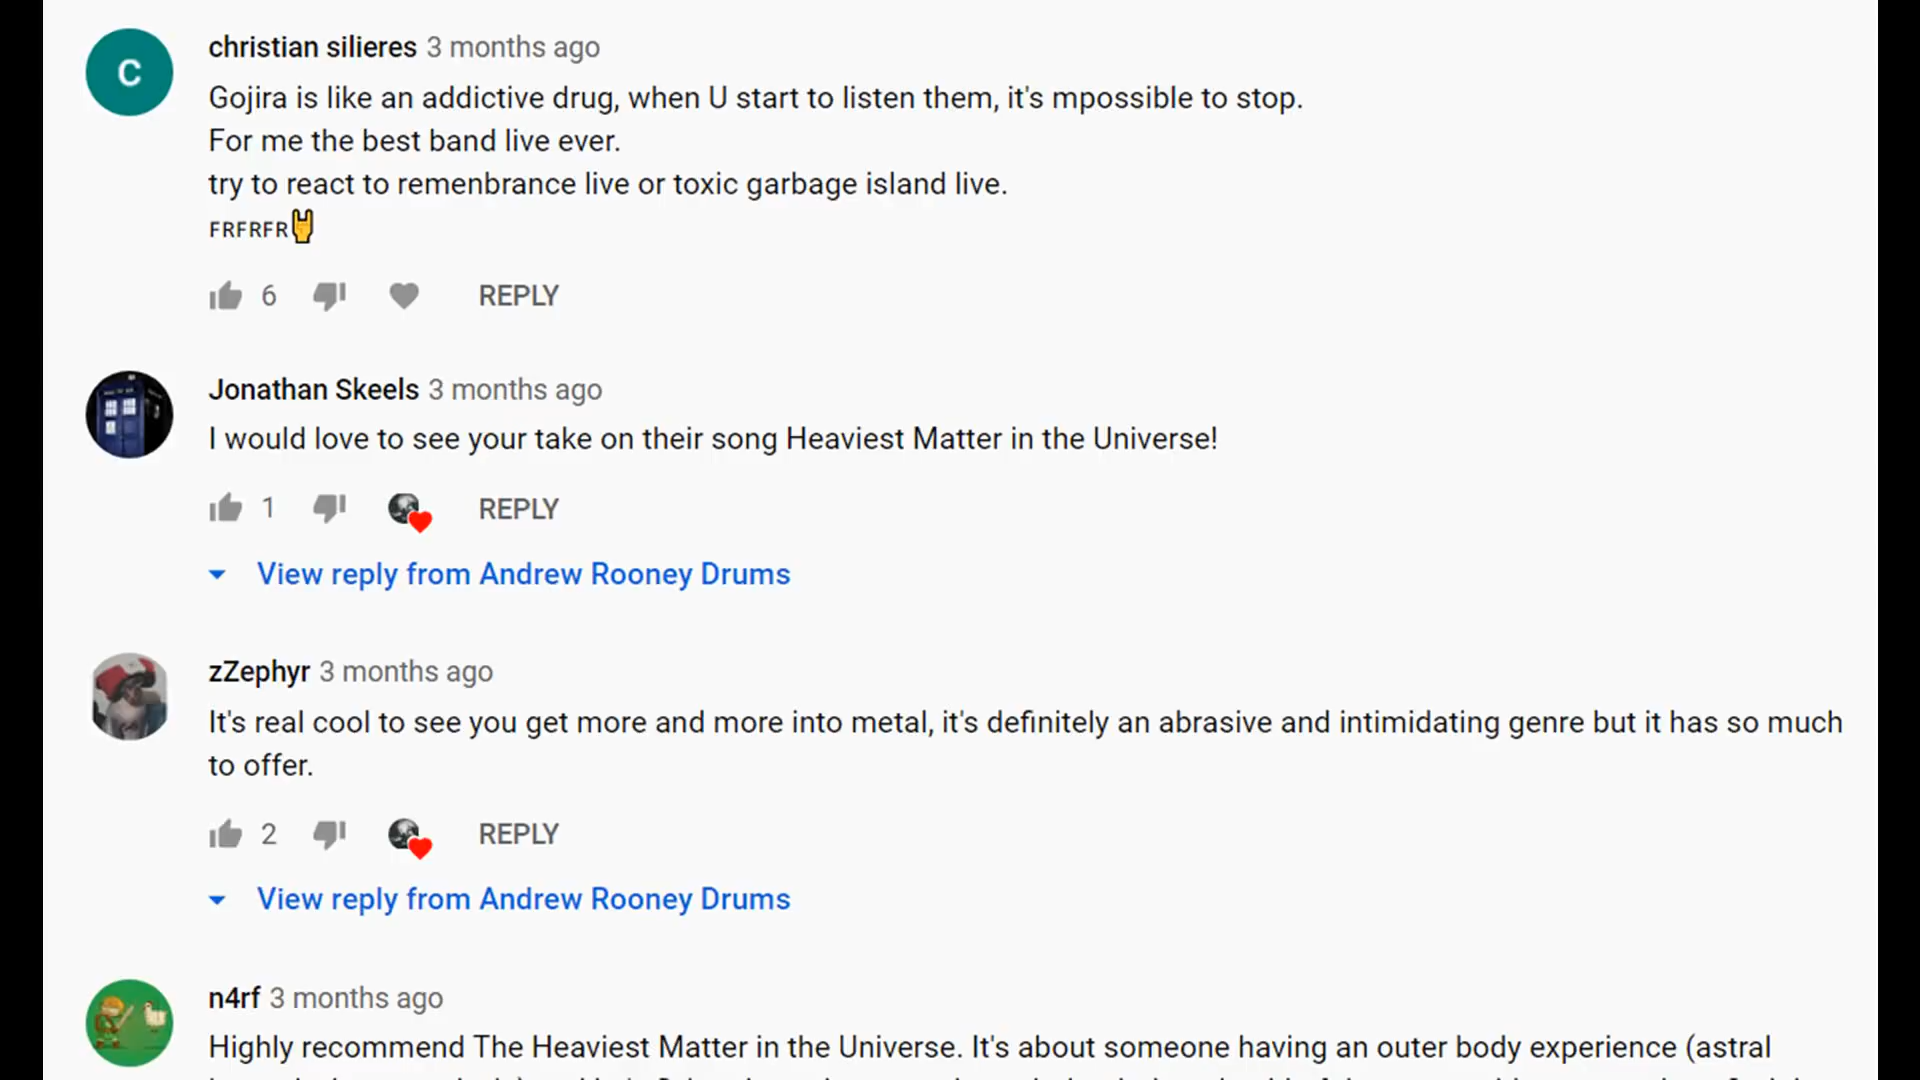 C
christian silieres 3 months ago
Gojira is like an addictive drug, when U start to listen them, it's mpossible to stop.
For me the best band live ever.
try to react to remenbrance live or toxic garbage island live.
FRFRFR🤘
6 REPLY
Jonathan Skeels 3 months ago
I would love to see your take on their song Heaviest Matter in the Universe!
1 REPLY
View reply from Andrew Rooney Drums
zZephyr 3 months ago
It's real cool to see you get more and more into metal, it's definitely an abrasive and intimidating genre but it has so much
to offer.
2 REPLY
View reply from Andrew Rooney Drums
n4rf 3 months ago
Highly recommend The Heaviest Matter in the Universe. It's about someone having an outer body experience (astral